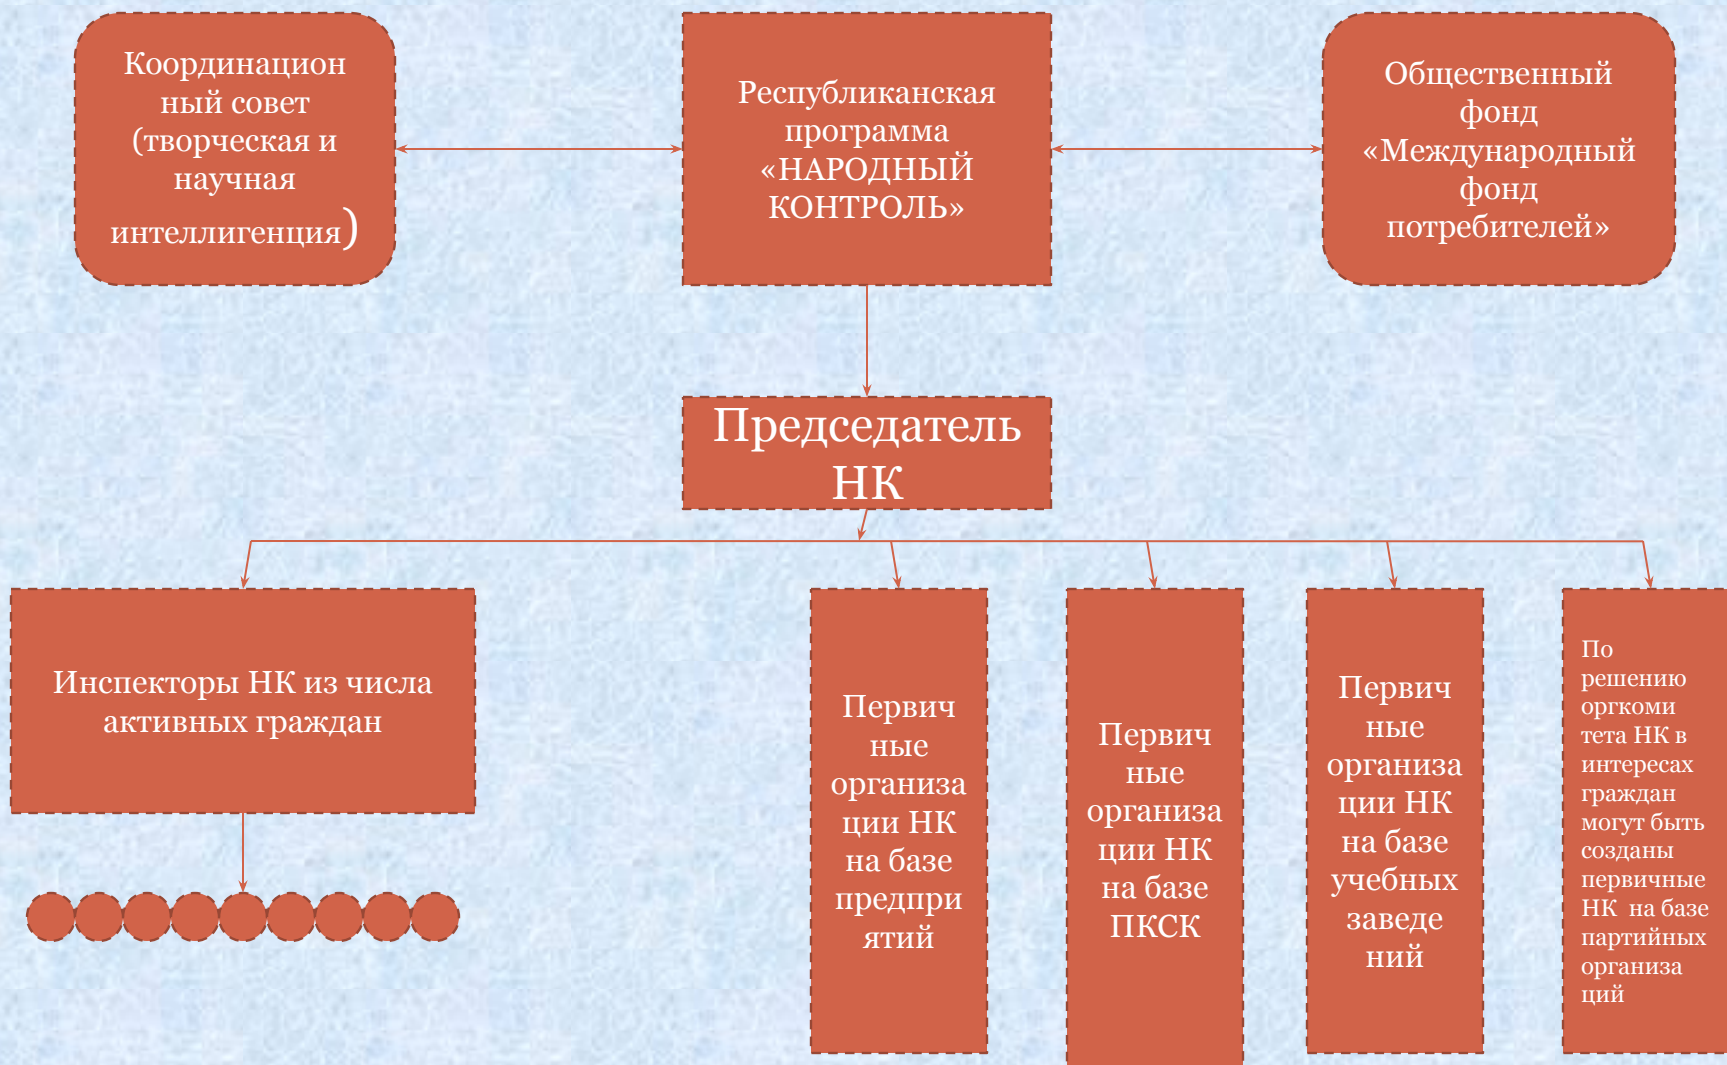 Координацион
ный совет
(творческая и
научная
интеллигенция)
Республиканская
программа
«НАРОДНЫЙ
КОНТРОЛЬ»
Общественный
фонд
«Международный
фонд
потребителей»
Председатель
НК
Инспекторы НК из числа
активных граждан
Первич
ные
организа
ции НК
на базе
предпри
ятий
Первич
ные
организа
ции НК
на базе
ПКСК
Первич
ные
организа
ции НК
на базе
учебных
заведе
ний
По
решению
оргкоми
тета НК в
интересах
граждан
могут быть
созданы
первичные
НК на базе
партийных
организа
ций